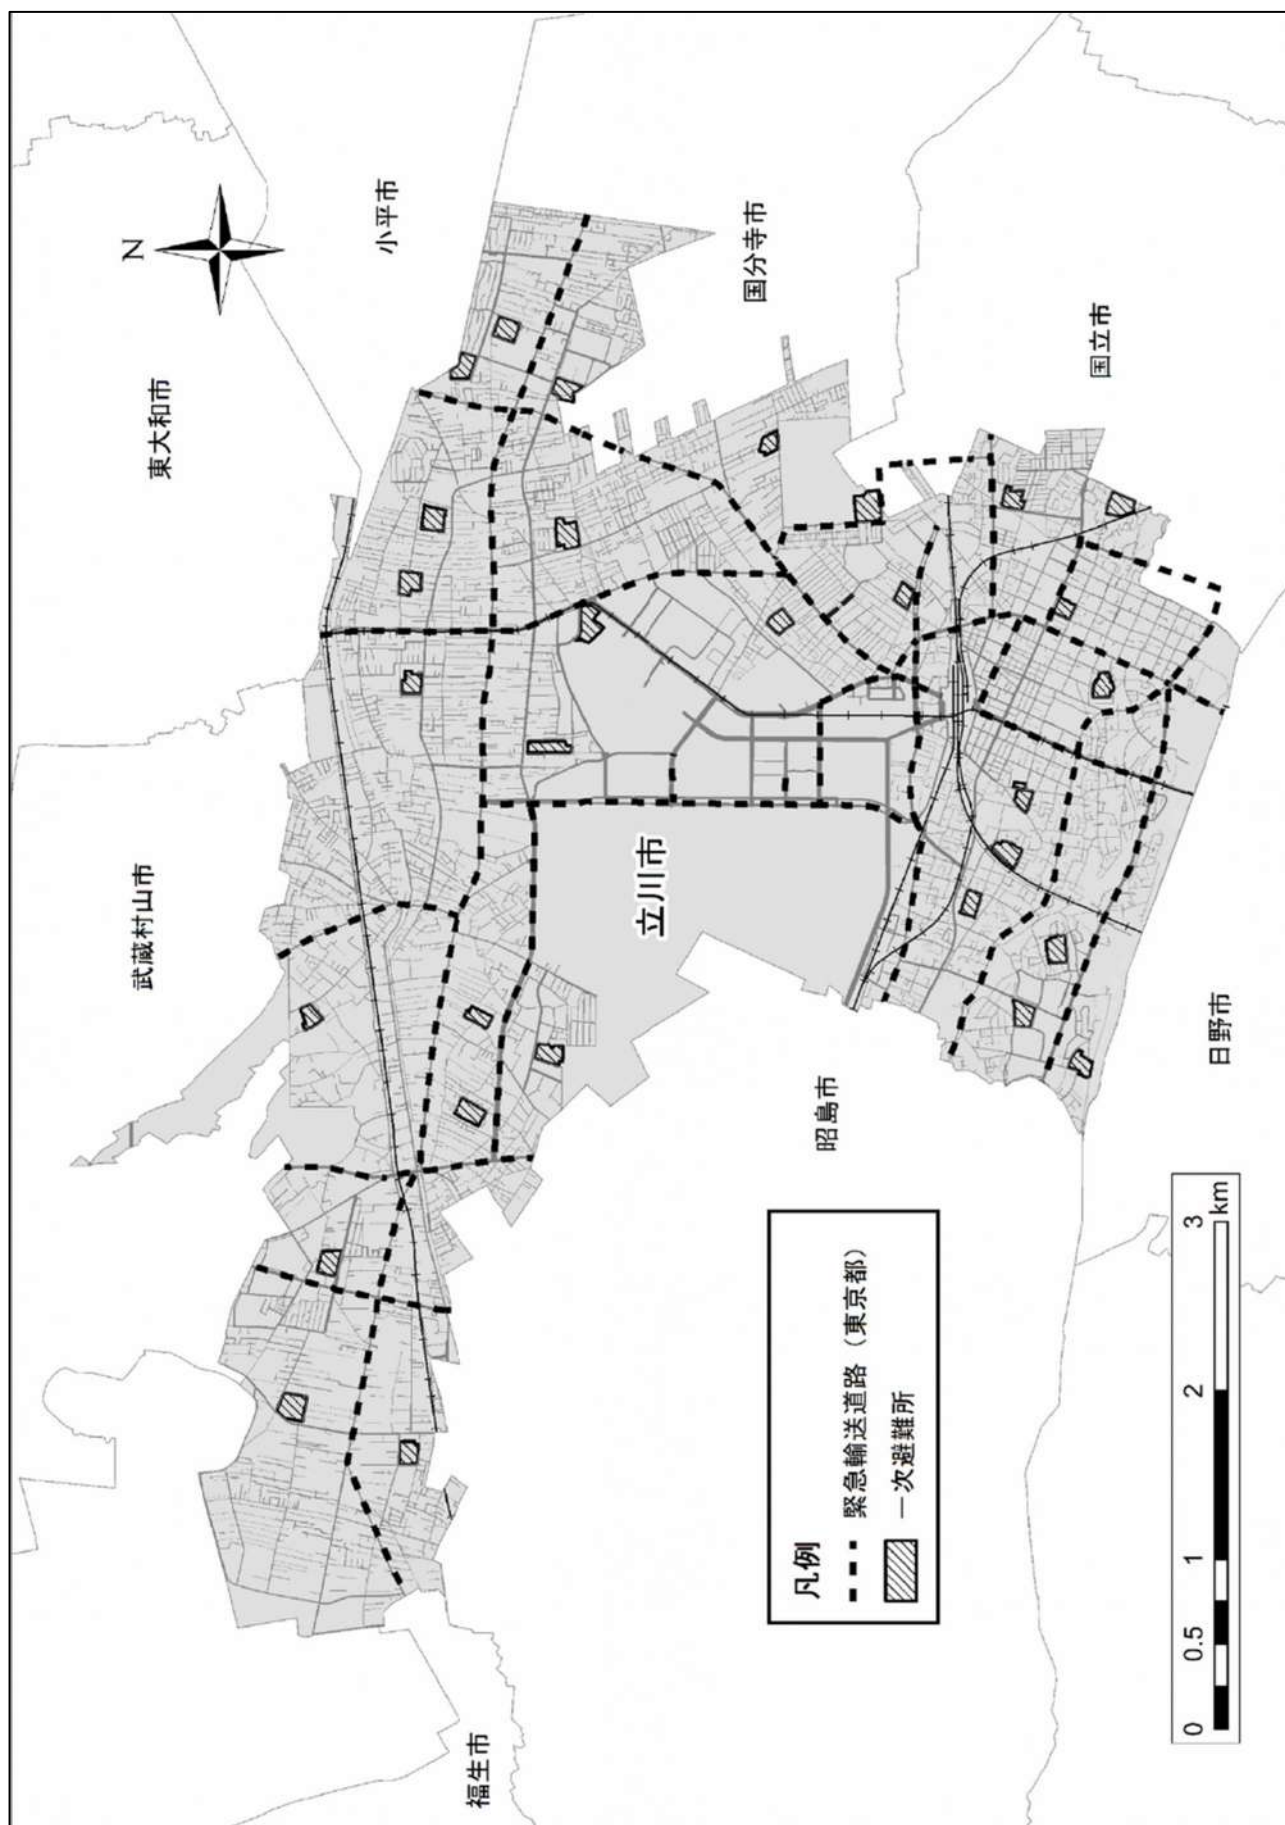 N
東大和市
小平市
武蔵村山市
国分寺市
立川市
国立市
福生市
昭島市
日野市
凡例
緊急輸送道路（東京都）
一次避難所
0 0.5 1 2 3
km